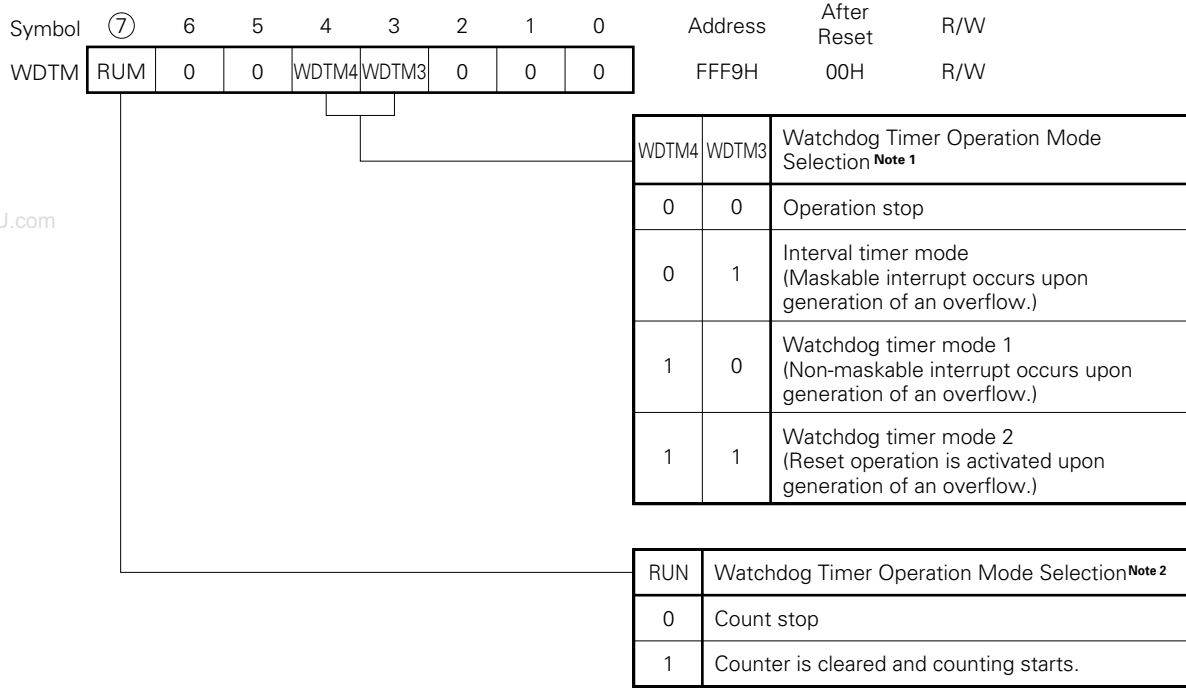 Symbol ⑦ 6 5 4 3 2 1 0 Address After Reset R/W
WDTM RUM 0 0 WDTM4 WDTM3 0 0 0 FFF9H 00H R/W
WDTM4 WDTM3 Watchdog Timer Operation Mode
Selection Note 1
0 0 Operation stop
0 1 Interval timer mode
(Maskable interrupt occurs upon
generation of an overflow.)
1 0 Watchdog timer mode 1
(Non-maskable interrupt occurs upon
generation of an overflow.)
1 1 Watchdog timer mode 2
(Reset operation is activated upon
generation of an overflow.)
RUN Watchdog Timer Operation Mode Selection Note 2
0 Count stop
1 Counter is cleared and counting starts.
U.com